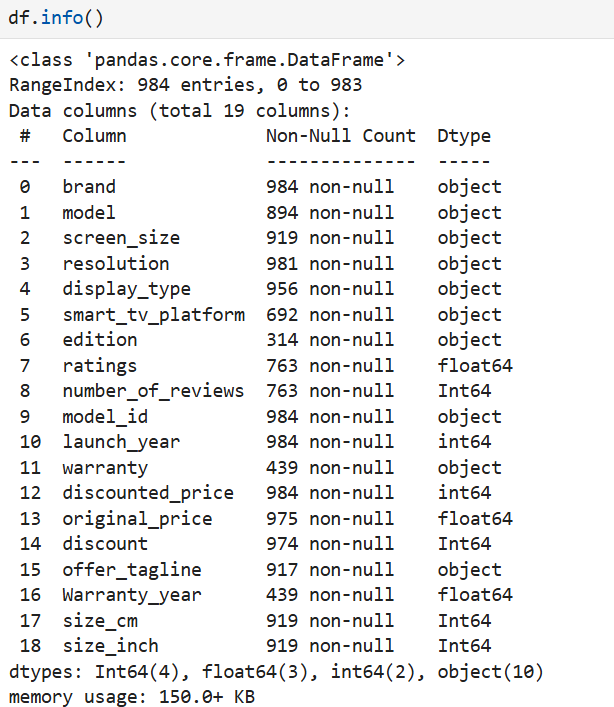 df.info()
<class 'pandas.core.frame.DataFrame'>
RangeIndex: 984 entries, 0 to 983
Data columns (total 19 columns):
 #   Column             Non-Null Count  Dtype
---  ------             --------------  -----
 0   brand              984 non-null    object
 1   model              894 non-null    object
 2   screen_size        919 non-null    object
 3   resolution         981 non-null    object
 4   display_type       956 non-null    object
 5   smart_tv_platform  692 non-null    object
 6   edition            314 non-null    object
 7   ratings            763 non-null    float64
 8   number_of_reviews  763 non-null    Int64
 9   model_id           984 non-null    object
 10  launch_year        984 non-null    int64
 11  warranty           439 non-null    object
 12  discounted_price   984 non-null    int64
 13  original_price     975 non-null    float64
 14  discount           974 non-null    Int64
 15  offer_tagline      917 non-null    object
 16  Warranty_year      439 non-null    float64
 17  size_cm            919 non-null    Int64
 18  size_inch          919 non-null    Int64
dtypes: Int64(4), float64(3), int64(2), object(10)
memory usage: 150.0+ KB